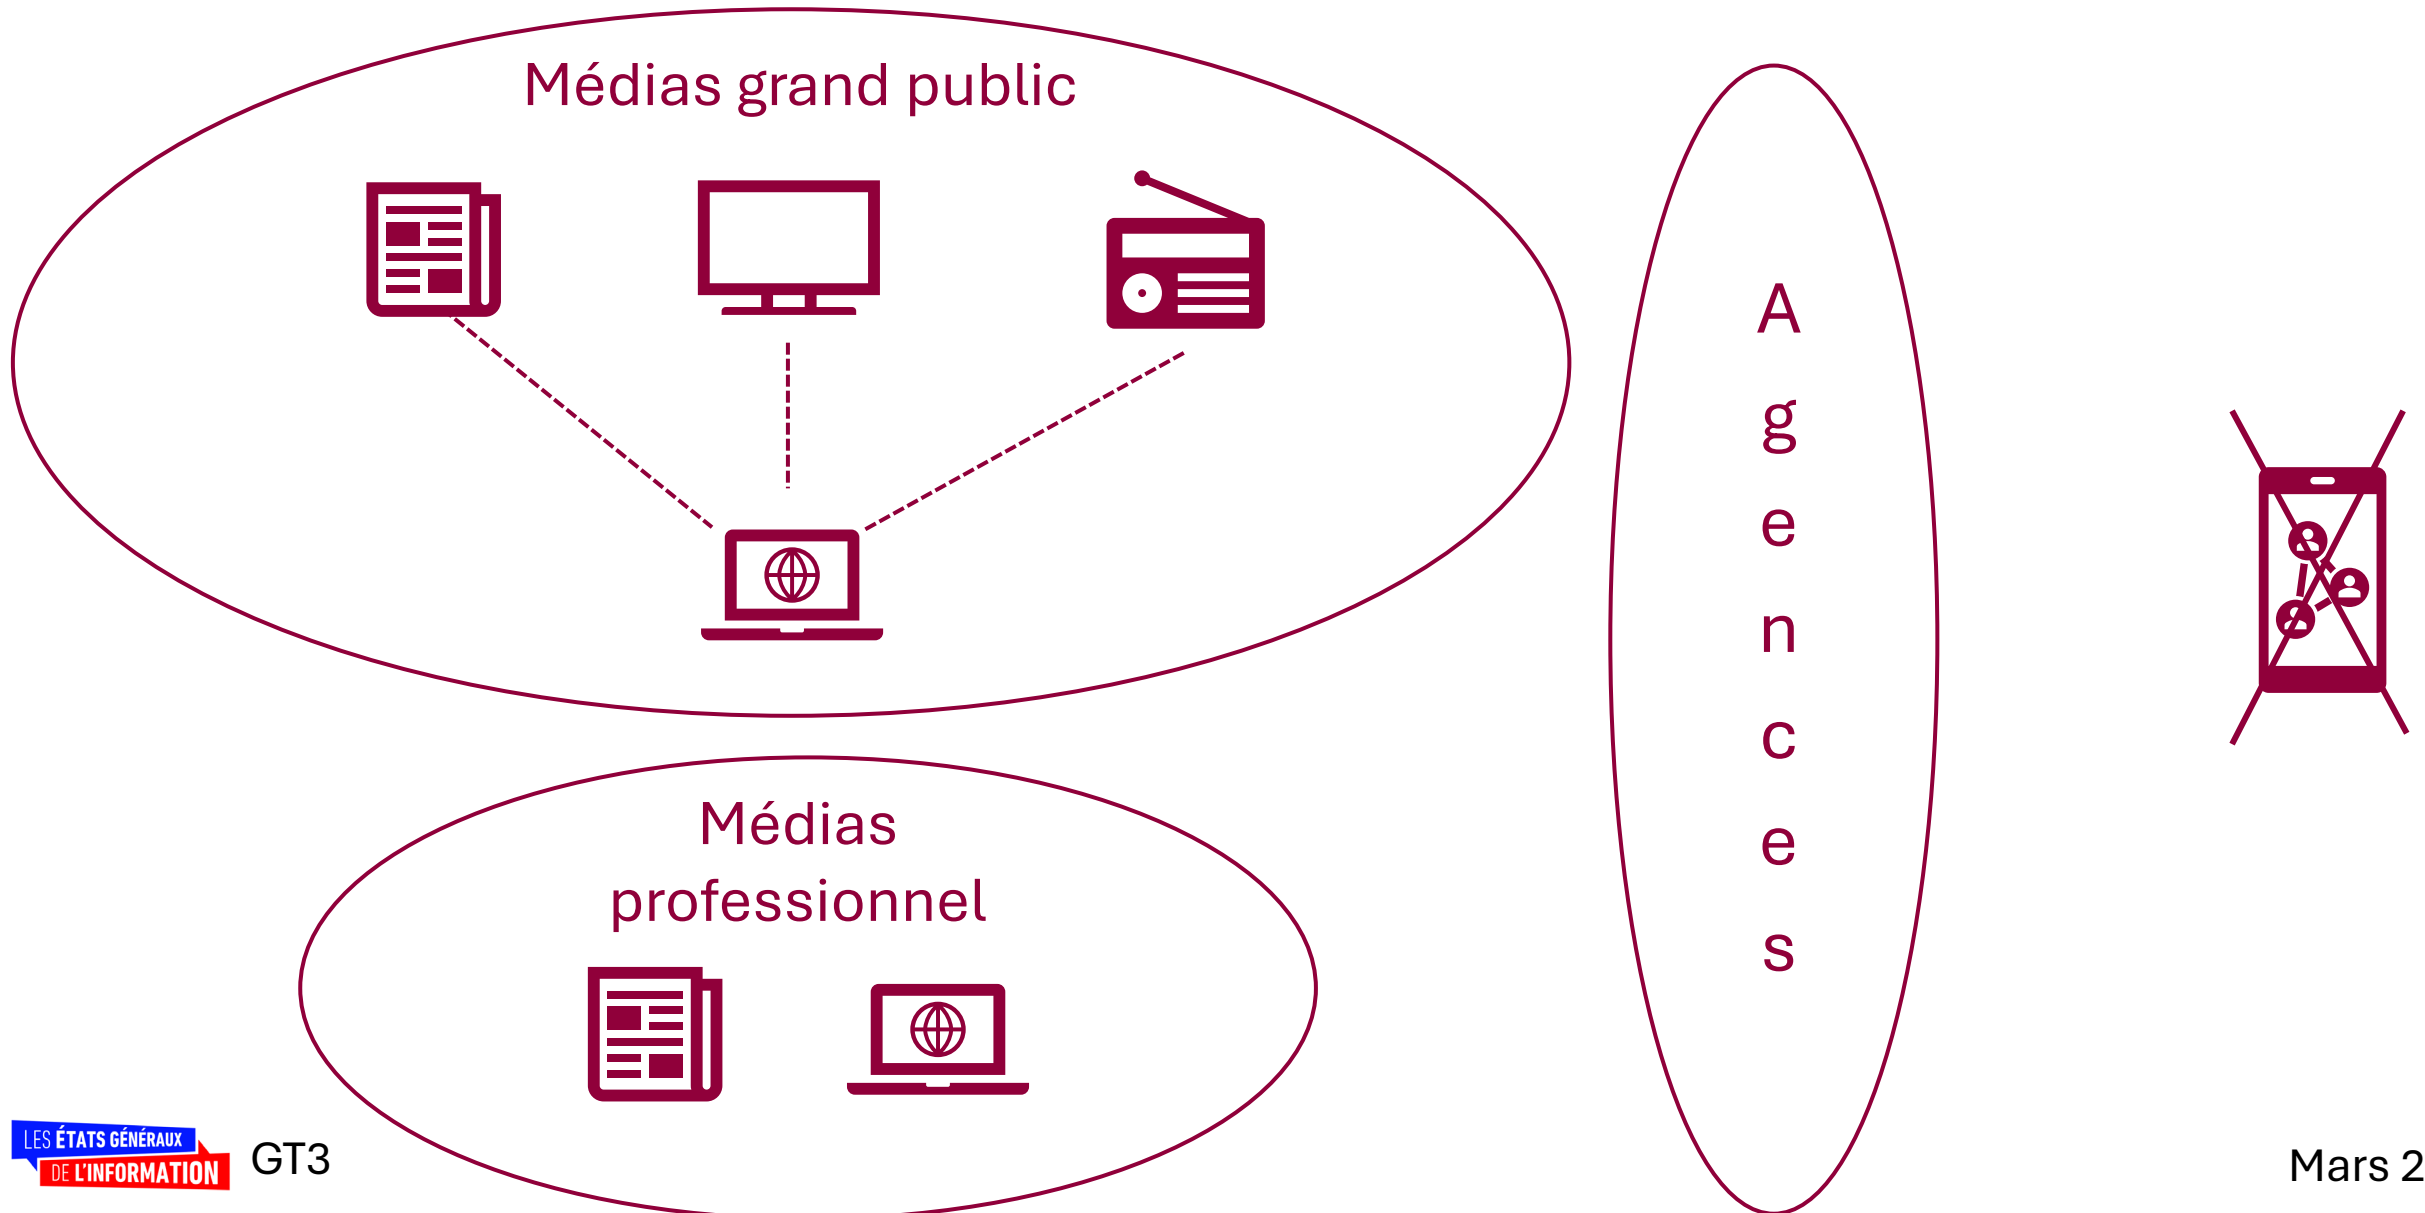 Médias grand public
Médias
professionnel
A
g
e
n
c
e
s
LES ÉTATS GÉNÉRAUX
DE L'INFORMATION
GT3
Mars 2